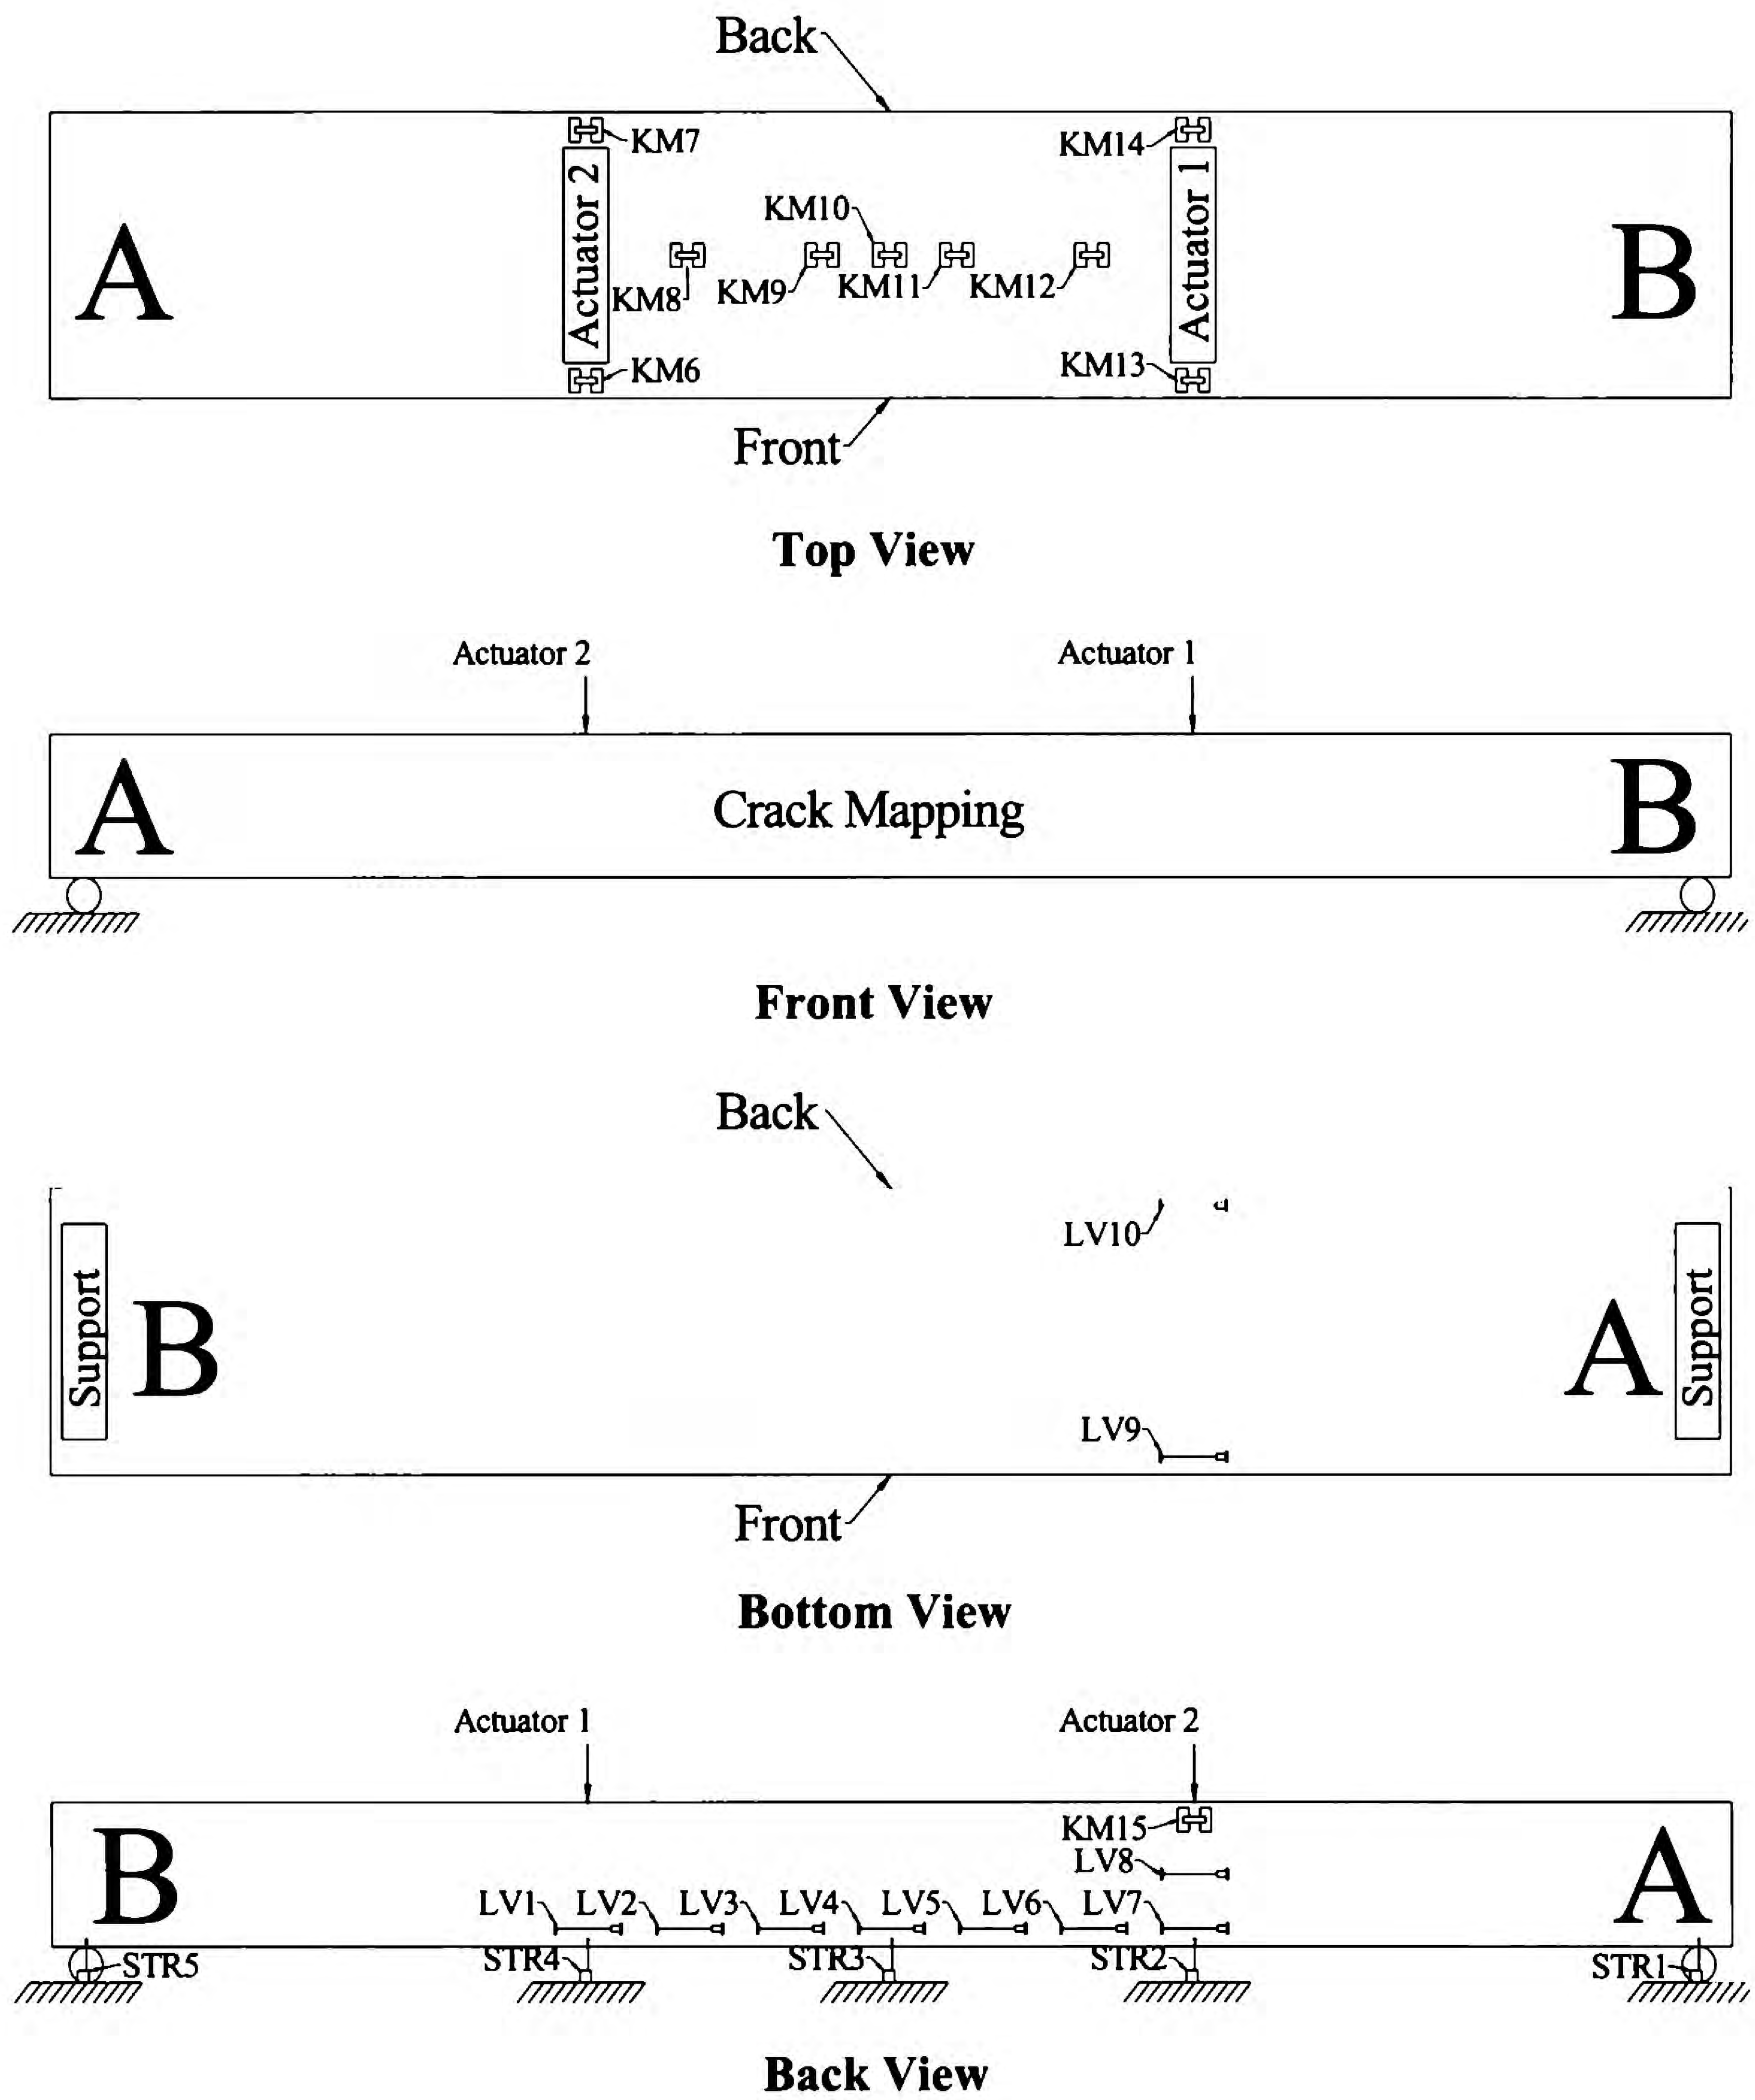 Back
KM7
KM14
Actuator 2
Actuator 1
KM10
A
B
KM8
KM9
KM11
KM12
KM6
KM13
Front
Top View
Actuator 2
Actuator 1
A
Crack Mapping
B
Front View
Back
LV10
Support
B
A
Support
LV9
Front
Bottom View
Actuator 1
Actuator 2
KM15
B
LV8
A
LV1
LV2
LV3
LV4
LV5
LV6
LV7
STR5
STR4
STR3
STR2
STR1
Back View